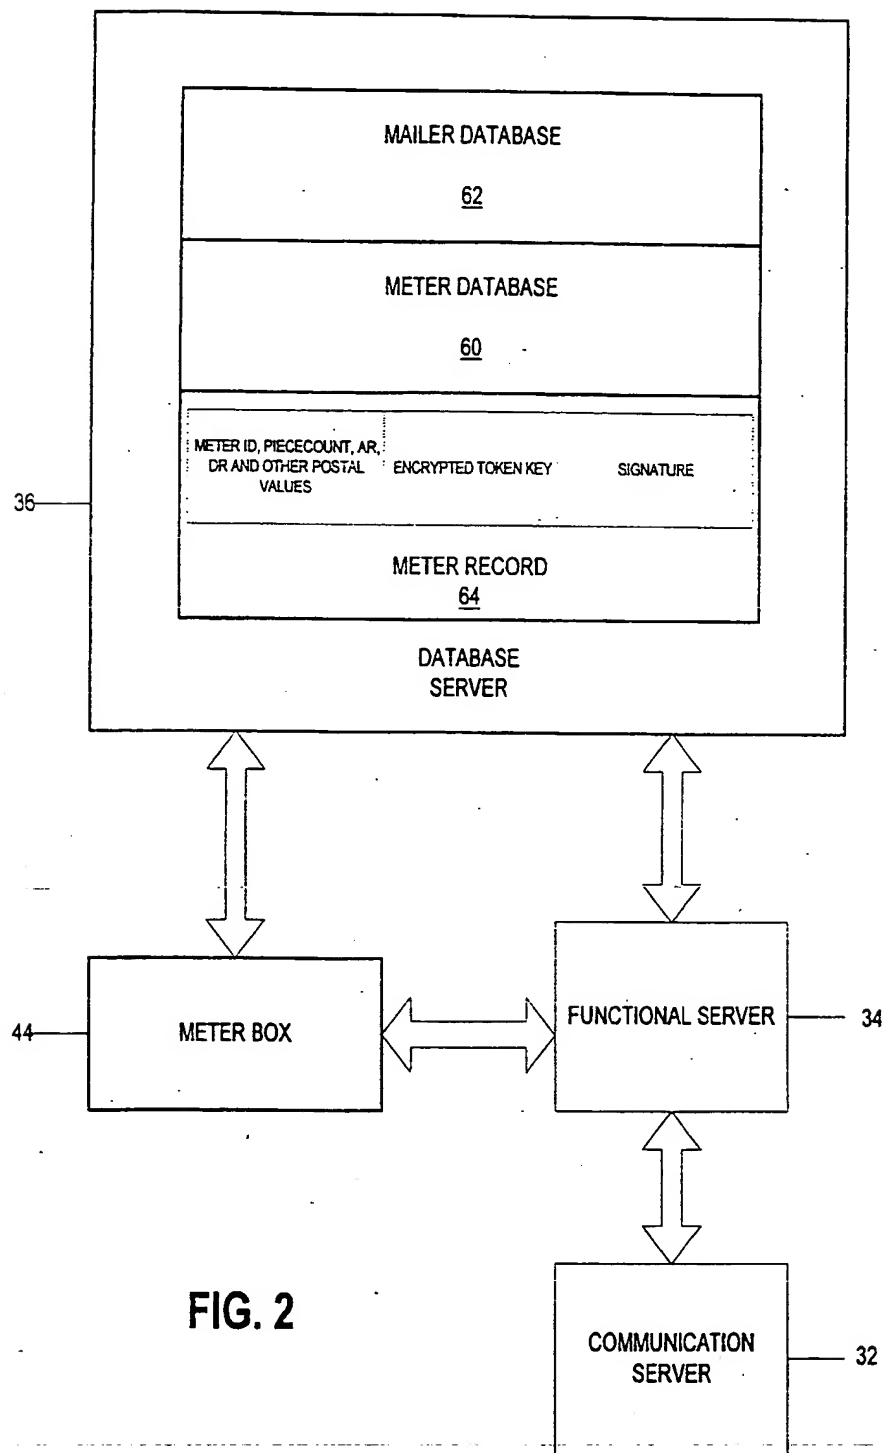 MAILER DATABASE
62
METER DATABASE
60
METER ID, PIECECOUNT, AR,
DR AND OTHER POSTAL
VALUES
ENCRYPTED TOKEN KEY
SIGNATURE
36
METER RECORD
64
DATABASE
SERVER
44
METER BOX
FUNCTIONAL SERVER
34
FIG. 2
COMMUNICATION
SERVER
32